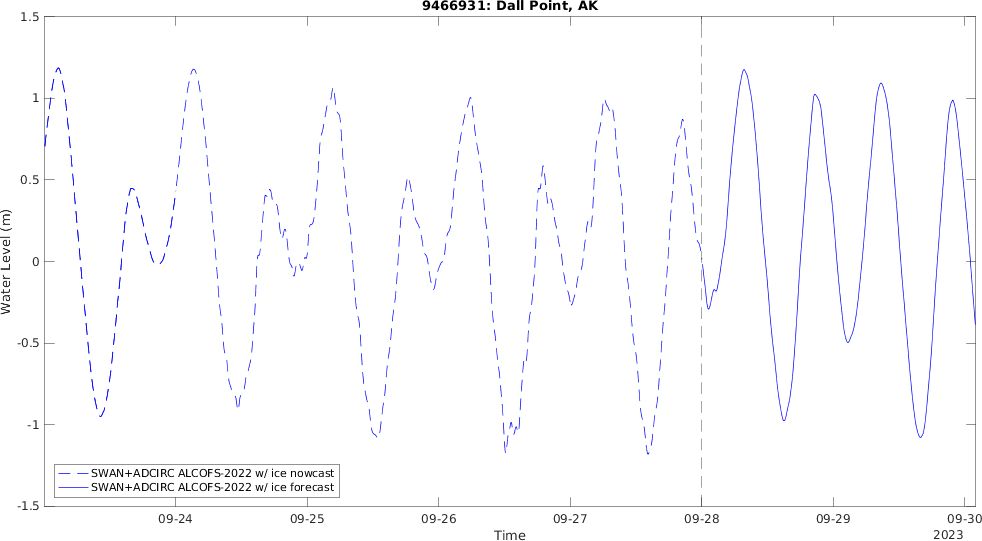 9466931: Dall Point, AK
1.5
1
0.5
0
-0.5
-1
-1.5
Water Level (m)
SWAN+ADCIRC ALCOFS-2022 w/ ice nowcast
SWAN+ADCIRC ALCOFS-2022 w/ ice forecast
09-24 09-25 09-26 09-27 09-28 09-29 09-30
Time
2023